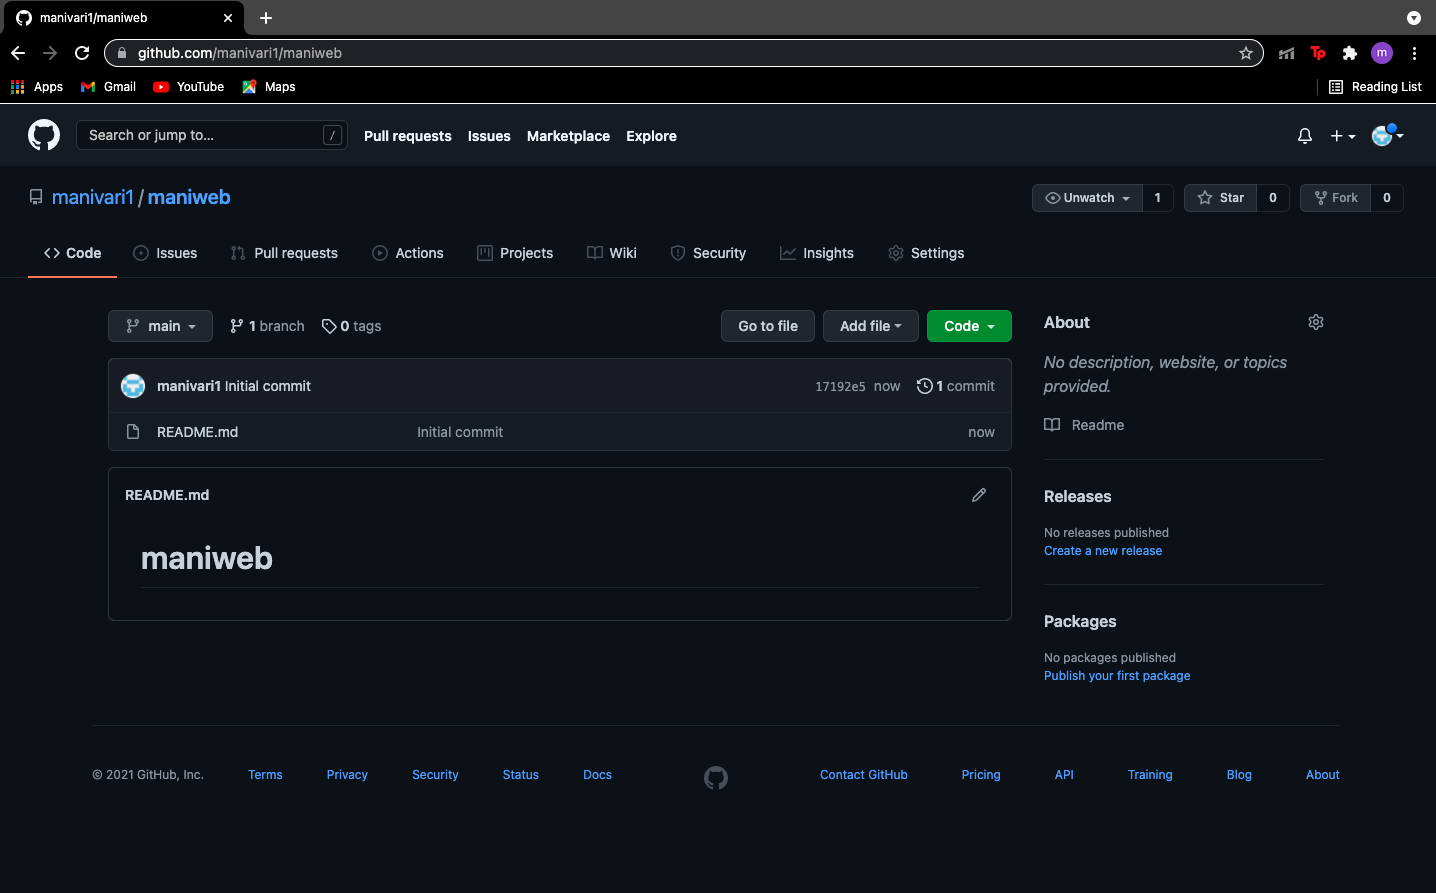 manivari1/maniweb
github.com/manivari1/maniweb
Tp
m
Apps Gmail YouTube Maps Reading List
Search or jump to... / Pull requests Issues Marketplace Explore
manivari1 / maniweb Unwatch 1 Star 0 Fork 0
Code Issues Pull requests Actions Projects Wiki Security Insights Settings
main 1 branch 0 tags Go to file Add file Code
manivari1 Initial commit 17192e5 now 1 commit
README.md Initial commit now
README.md
maniweb
About
No description, website, or topics
provided.
Readme
Releases
No releases published
Create a new release
Packages
No packages published
Publish your first package
© 2021 GitHub, Inc. Terms Privacy Security Status Docs Contact GitHub Pricing API Training Blog About